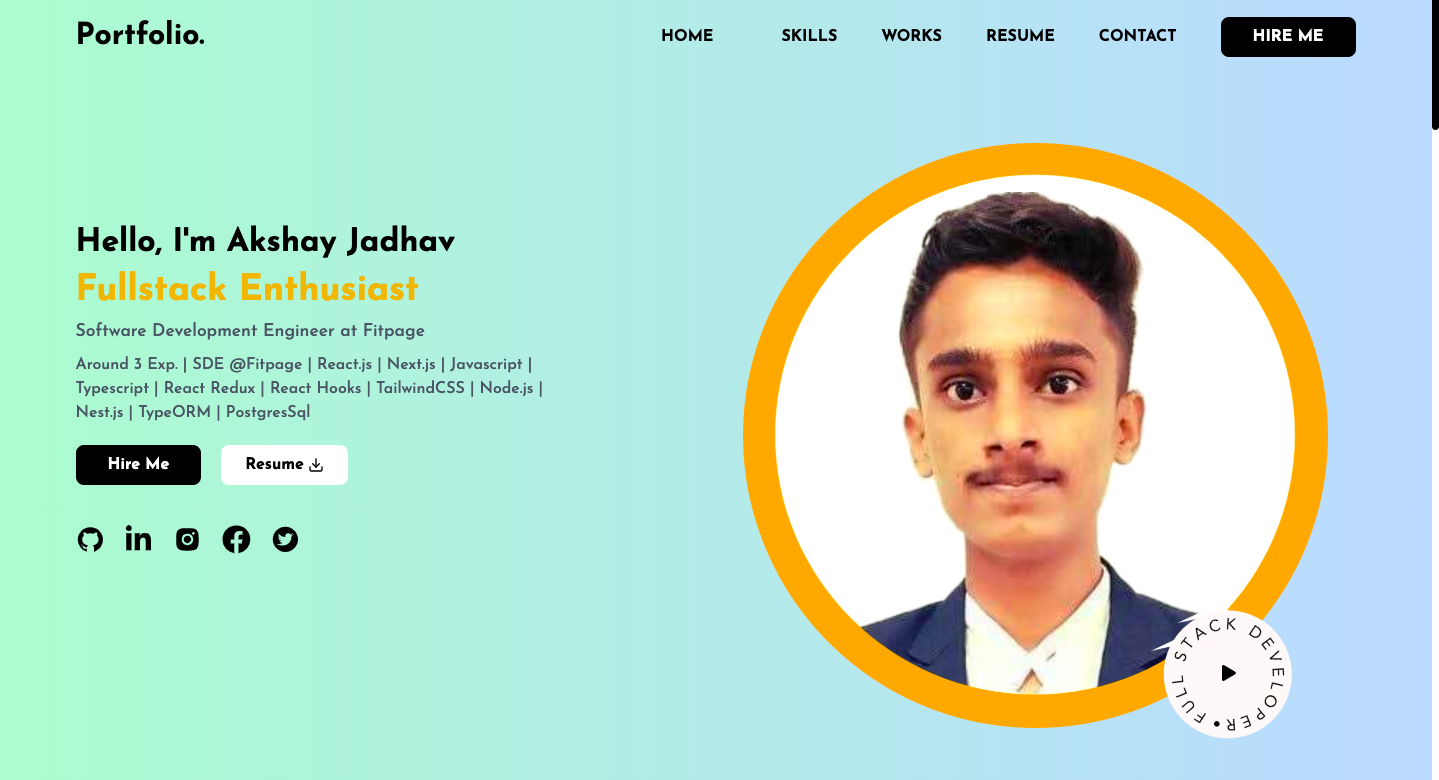 Portfolio.
HOME SKILLS WORKS RESUME CONTACT HIRE ME
Hello, I'm Akshay Jadhav
Fullstack Enthusiast
Software Development Engineer at Fitpage
Around 3 Exp. | SDE @Fitpage | React.js | Next.js | Javascript |
Typescript | React Redux | React Hooks | TailwindCSS | Node.js |
Nest.js | TypeORM | PostgresSql
Hire Me Resume
in
FULL STACK DEVELOPER •